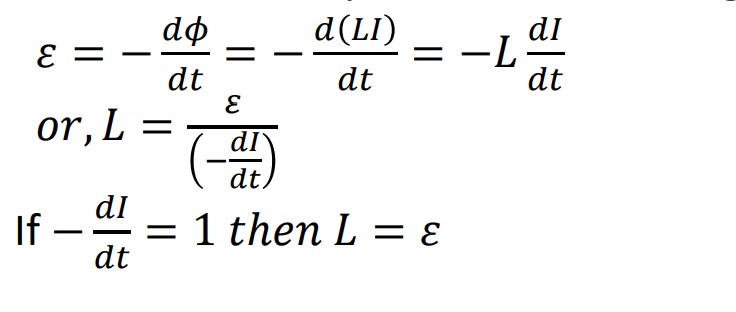 ε = − dϕ/dt = − d(LI)/dt = −L dI/dt
or, L = ε/(− dI/dt)
If − dI/dt = 1 then L = ε